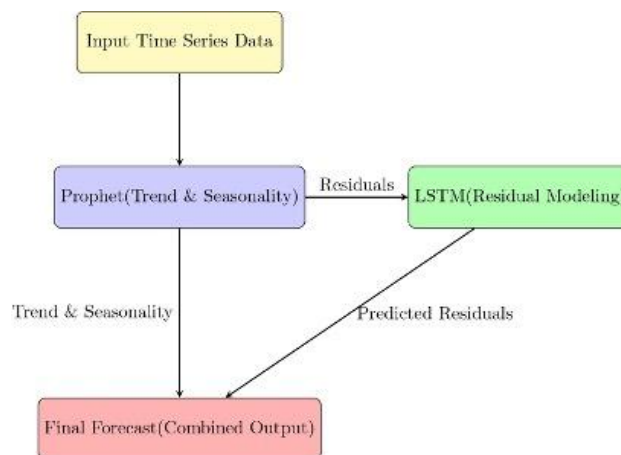 Input Time Series Data
Prophet(Trend & Seasonality)
Residuals
LSTM(Residual Modeling
Trend & Seasonality
Predicted Residuals
Final Forecast(Combined Output)